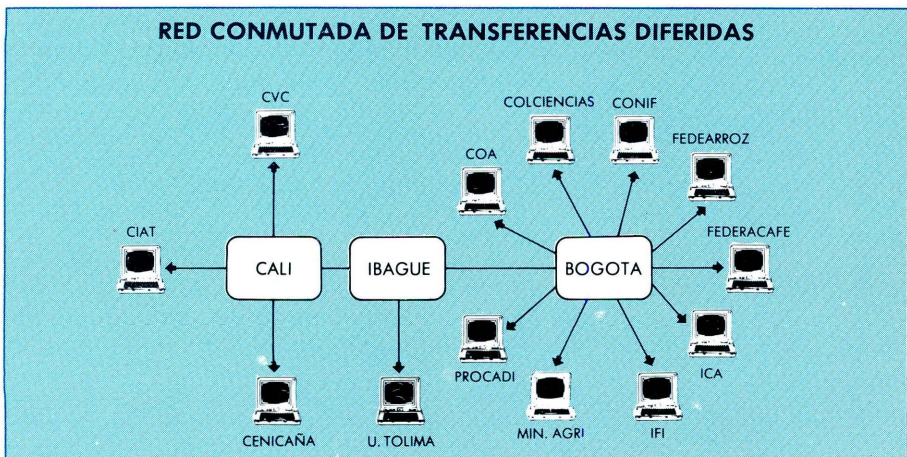 RED CONMUTADA DE TRANSFERENCIAS DIFERIDAS
CVC
COLCIENCIAS
CONIF
COA
FEDEARROZ
CIAT
FEDERACAFE
CALI
IBAGUE
BOGOTA
PROCADI
ICA
CENICAÑA
U. TOLIMA
MIN. AGRI
IFI